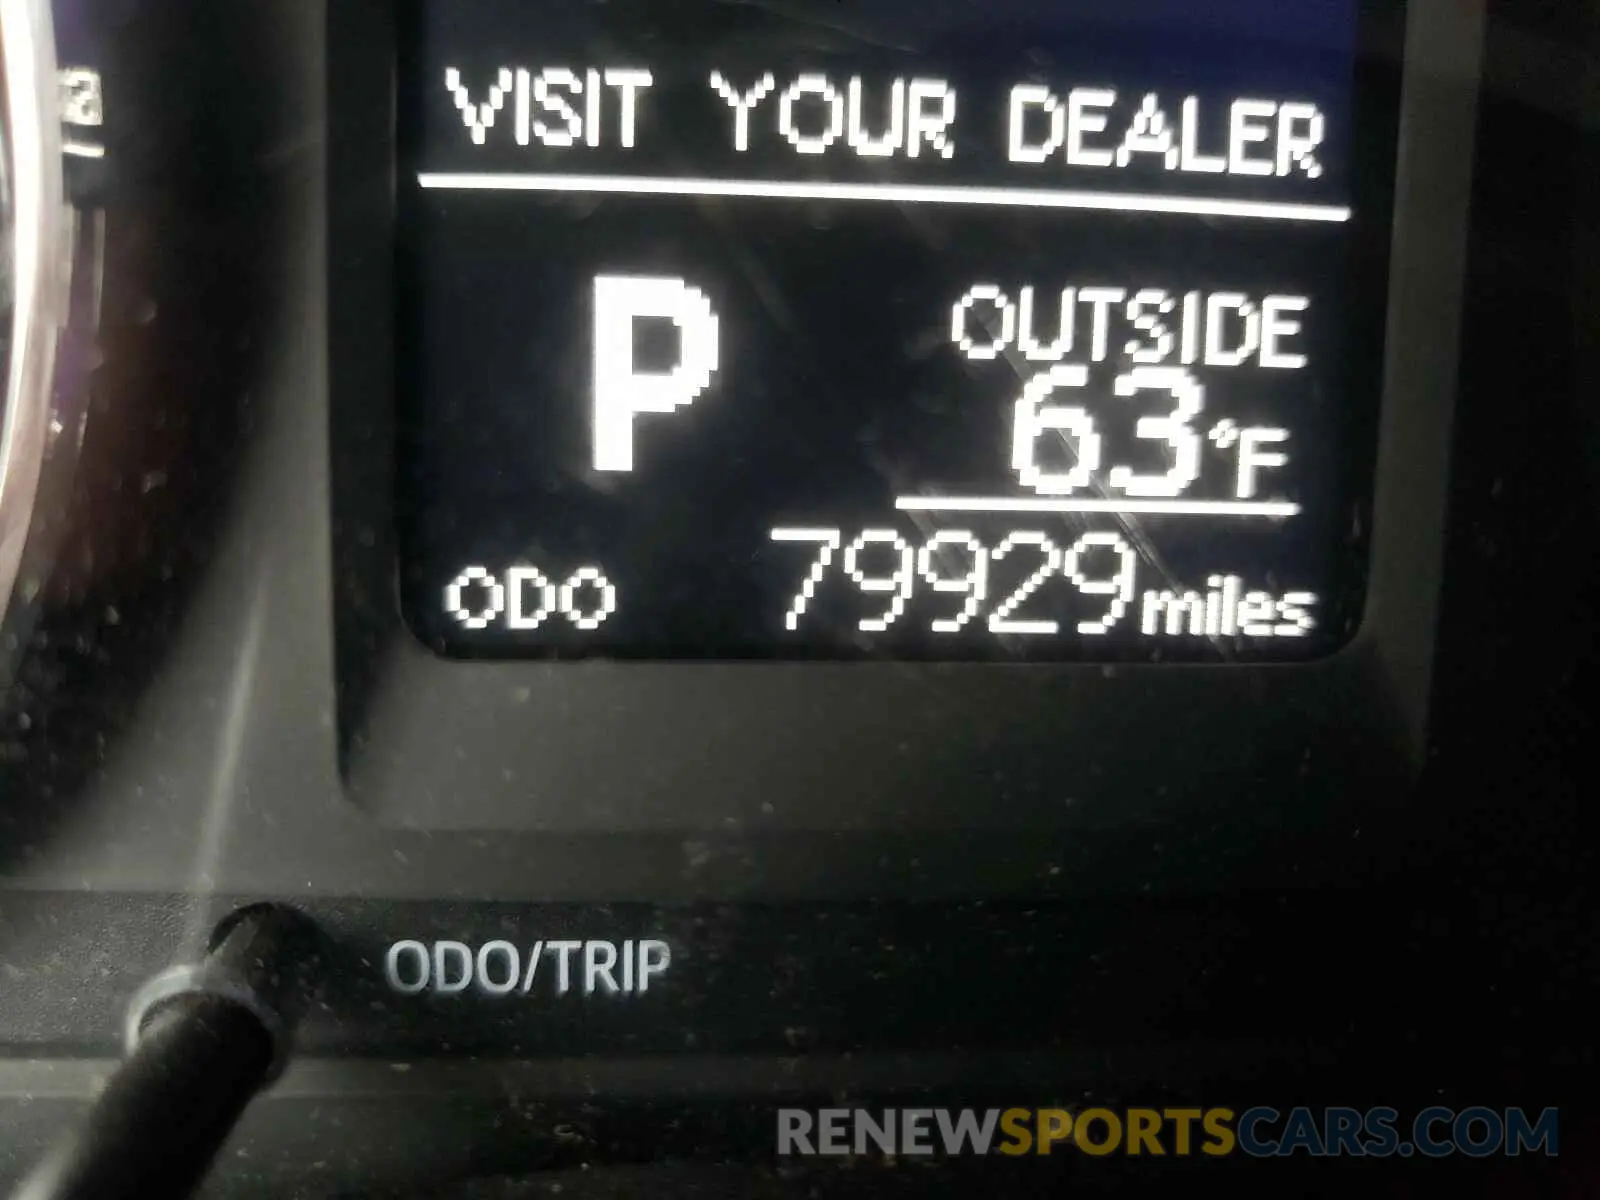 VISIT YOUR DEALER
P
OUTSIDE
63°F
ODO 79929 miles
ODO/TRIP
RENEWSPORTSCARS.COM